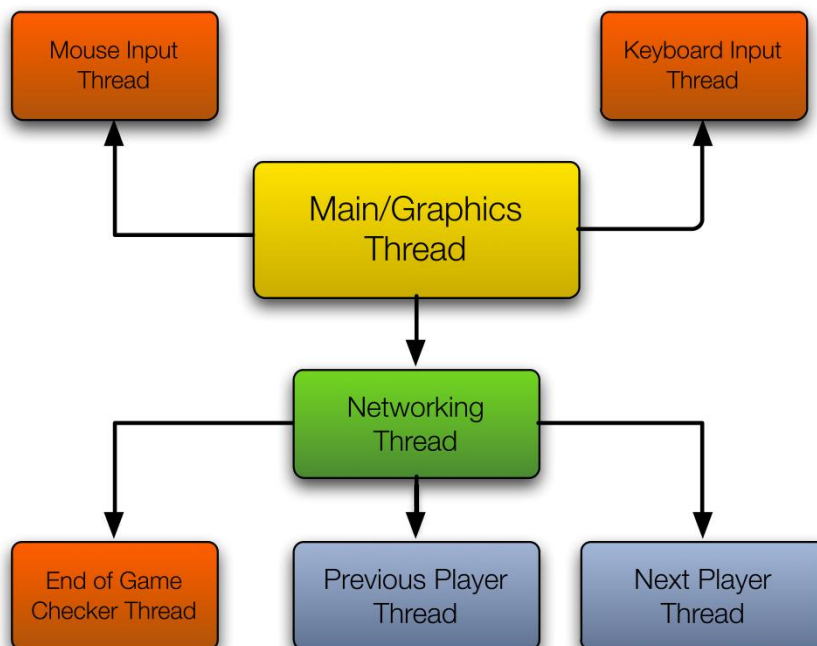 Mouse Input
Thread
Keyboard Input
Thread
Main/Graphics
Thread
Networking
Thread
End of Game
Checker Thread
Previous Player
Thread
Next Player
Thread